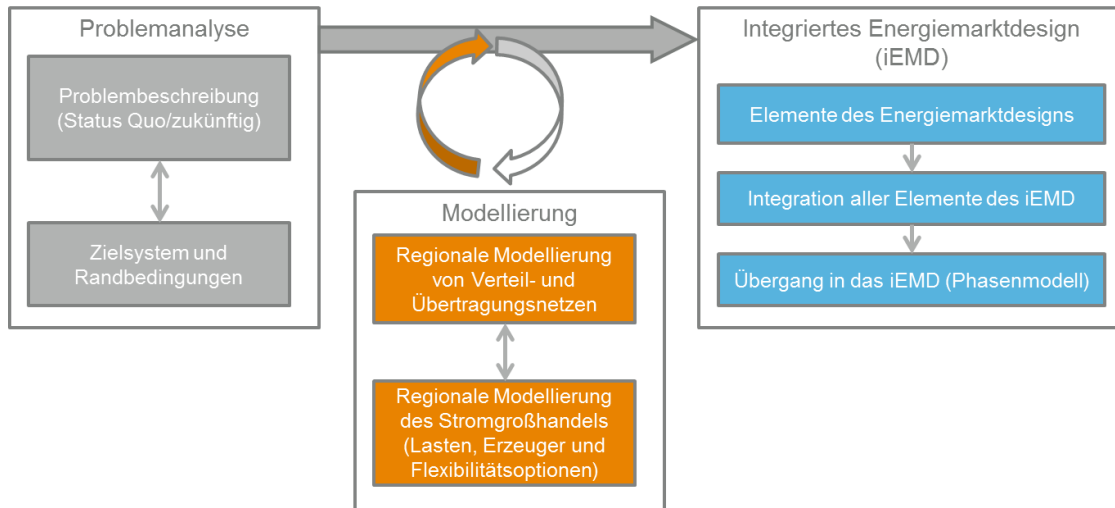 Problemanalyse
Problembeschreibung
(Status Quo/zukünftig)
Zielsystem und
Randbedingungen
Modellierung
Regionale Modellierung
von Verteil- und
Übertragungsnetzen
Regionale Modellierung
des Stromgroßhandels
(Lasten, Erzeuger und
Flexibilitätsoptionen)
Integriertes Energiemarktdesign
(iEMD)
Elemente des Energiemarktdesigns
Integration aller Elemente des iEMD
Übergang in das iEMD (Phasenmodell)